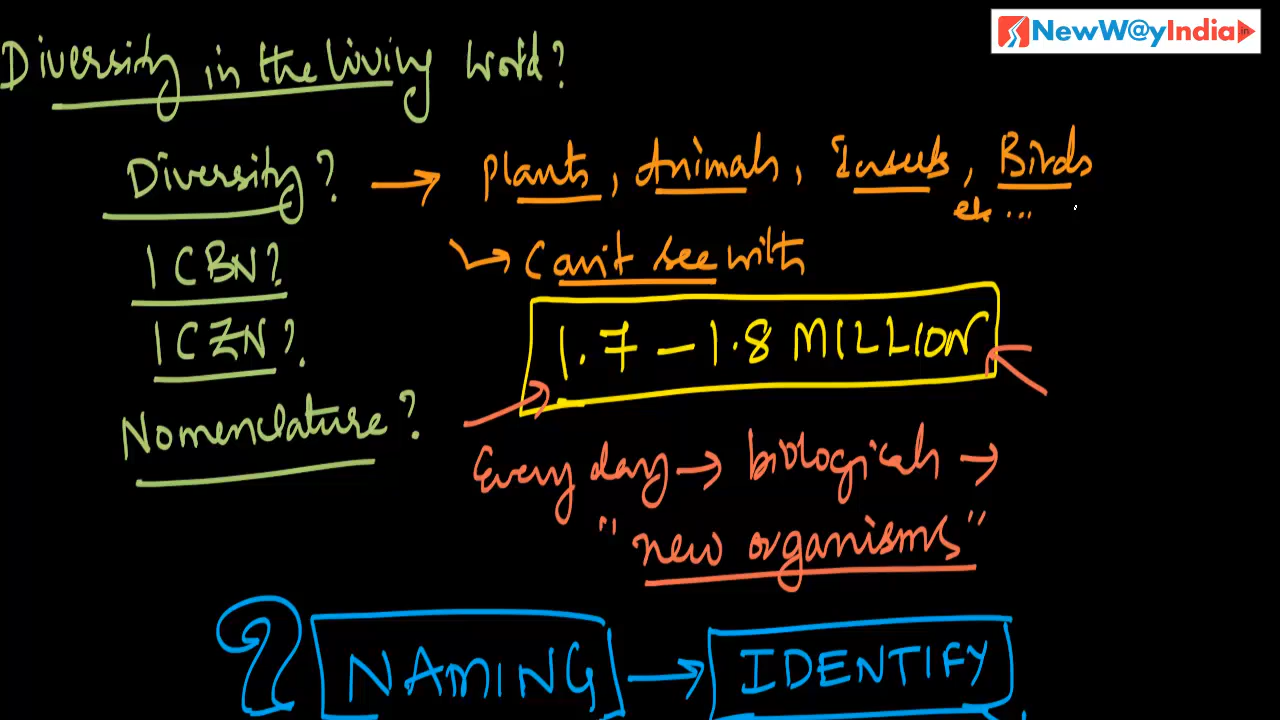 NewW@yIndia.in
Diversity in the living world?
Diversity? → Plants, Animals, Insects, Birds
etc ...
ICBN? ↳ Can't see with
ICZN? 1.7 – 1.8 MILLION
Nomenclature?
Every day → biologicals →
"new organisms"
? NAMING → IDENTIFY